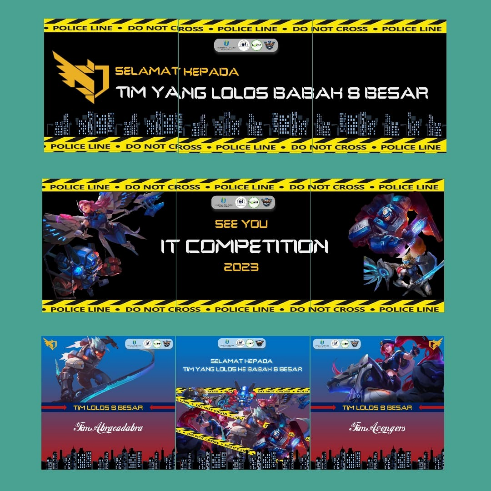 POLICE LINE • DO NOT CROSS • POLICE LINE • DO NOT CROSS • POLICE LINE
SELAMAT KEPADA
TIM YANG LOLOS BABAK 8 BESAR
POLICE LINE • DO NOT CROSS • POLICE LINE • DO NOT CROSS • POLICE LINE
POLICE LINE • DO NOT CROSS • POLICE LINE • DO NOT CROSS • POLICE LINE
SEE YOU
IT COMPETITION
2023
POLICE LINE • DO NOT CROSS • POLICE LINE • DO NOT CROSS • POLICE LINE
SELAMAT KEPADA
TIM YANG LOLOS KE BABAK 8 BESAR
TIM LOLOS 8 BESAR
Tim Abracadabra
TIM LOLOS 8 BESAR
Tim Avengers